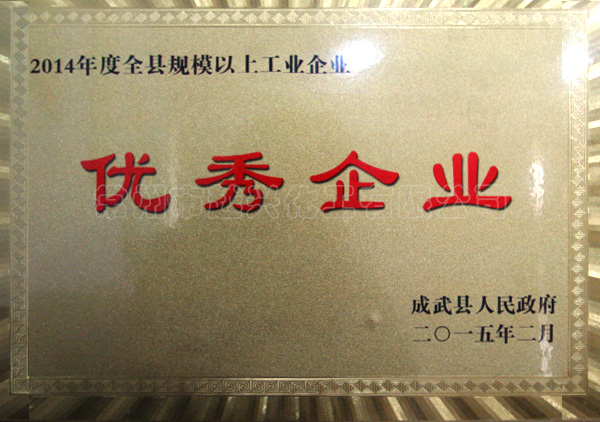 2014年度全县规模以上工业企业
优秀企业
成武县人民政府
二〇一五年二月